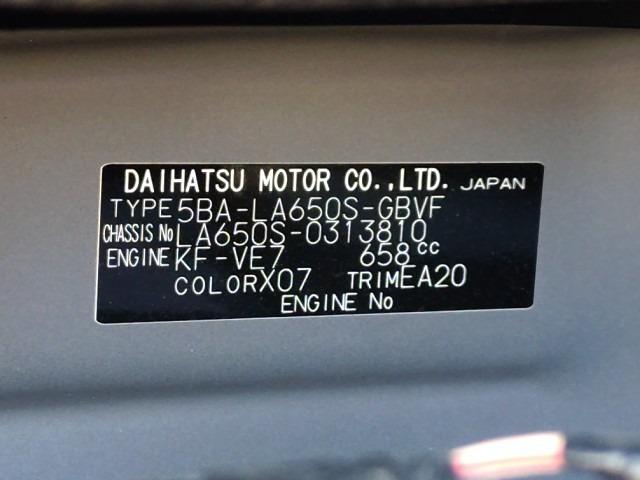 DAIHATSU MOTOR CO.,LTD. JAPAN
TYPE 5BA-LA650S-GBVF
CHASSIS No LA650S-0313810
ENGINE KF-VE7 658cc
COLOR X07 TRIM EA20
ENGINE No